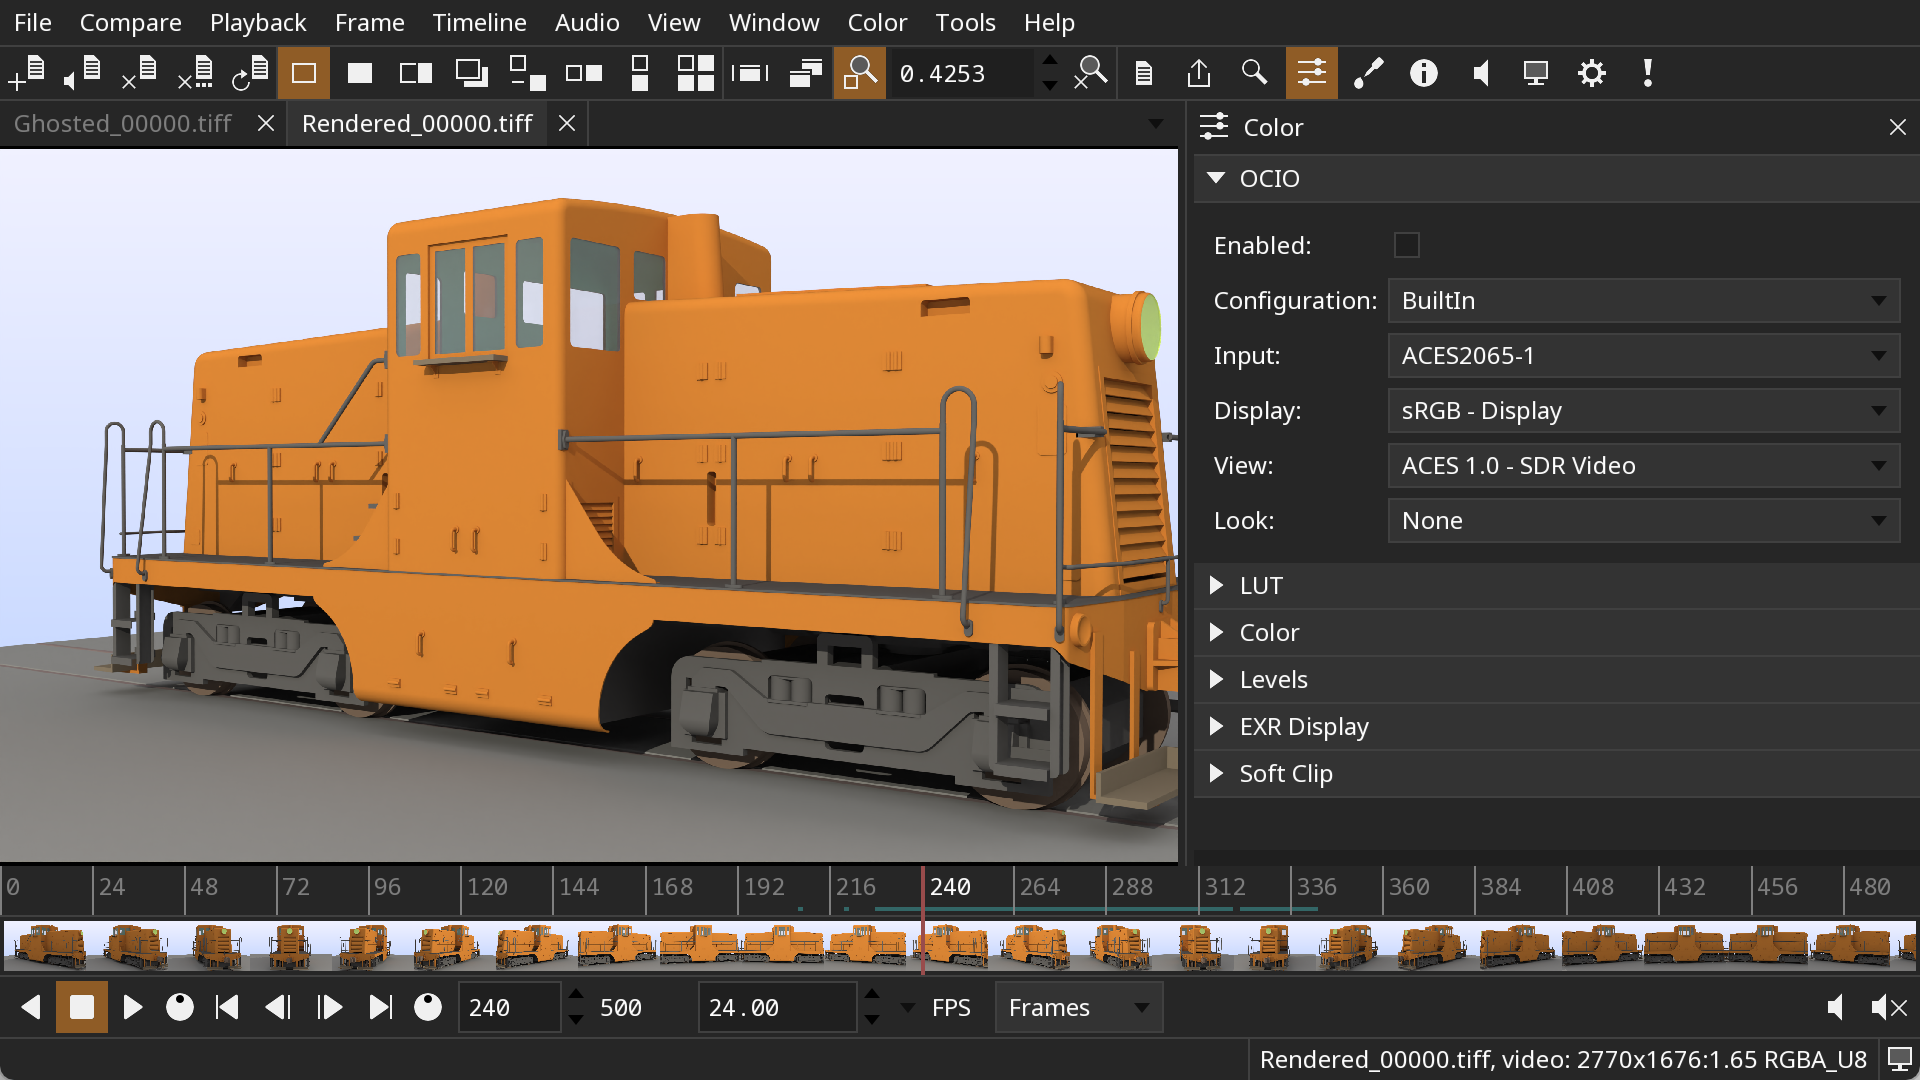 File Compare Playback Frame Timeline Audio View Window Color Tools Help
0.4253
Ghosted_00000.tiff Rendered_00000.tiff
Color
OCIO
Enabled:
Configuration: BuiltIn
Input: ACES2065-1
Display: sRGB - Display
View: ACES 1.0 - SDR Video
Look: None
LUT
Color
Levels
EXR Display
Soft Clip
0 24 48 72 96 120 144 168 192 216 240 264 288 312 336 360 384 408 432 456 480
240 500 24.00 FPS Frames
Rendered_00000.tiff, video: 2770x1676:1.65 RGBA_U8